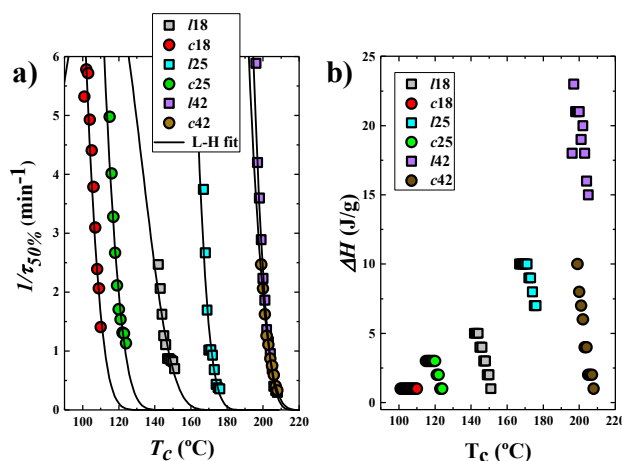 a)
l18
c18
l25
c25
l42
c42
L-H fit
1/τ50% (min-1)
6
5
4
3
2
1
0
100 120 140 160 180 200 220
TC (ºC)
b)
l18
c18
l25
c25
l42
c42
ΔH (J/g)
25
20
15
10
5
0
80 100 120 140 160 180 200 220
TC (ºC)